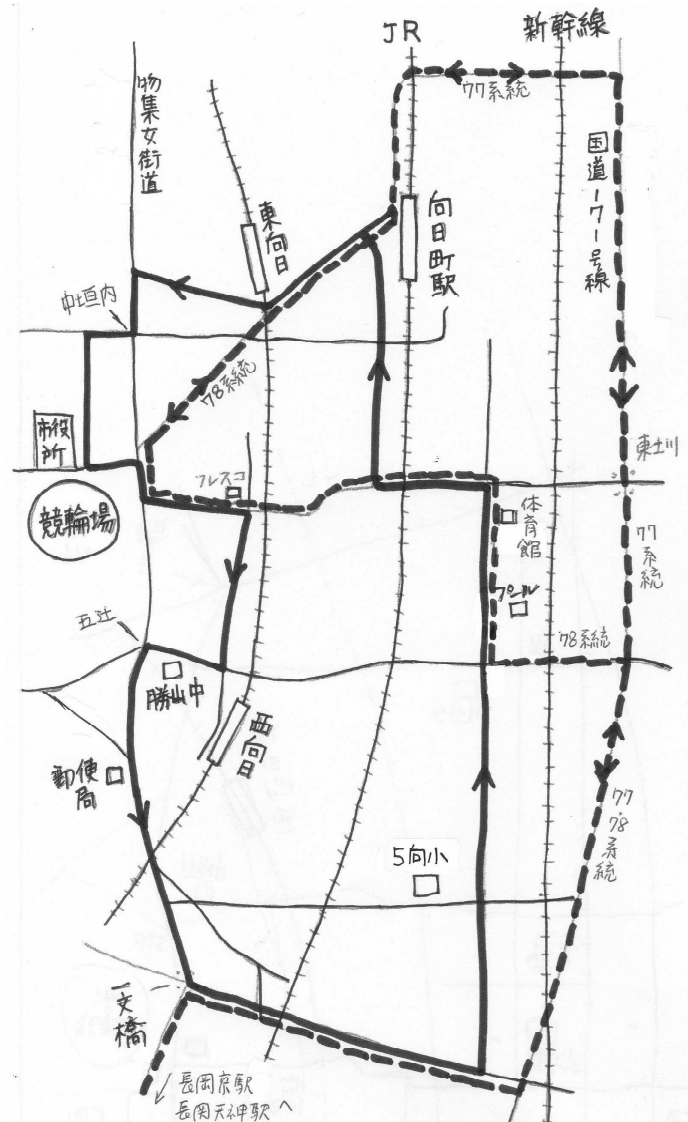 JR
新幹線
物集女街道
77系統
国道171号線
東向日
向日町駅
中垣内
78系統
市役所
東土川
フレスコ
競輪場
体育館
77系統
プール
五辻
78系統
勝山中
西向日
郵便局
77.78系統
5向小
一文橋
長岡京駅
長岡天神駅へ